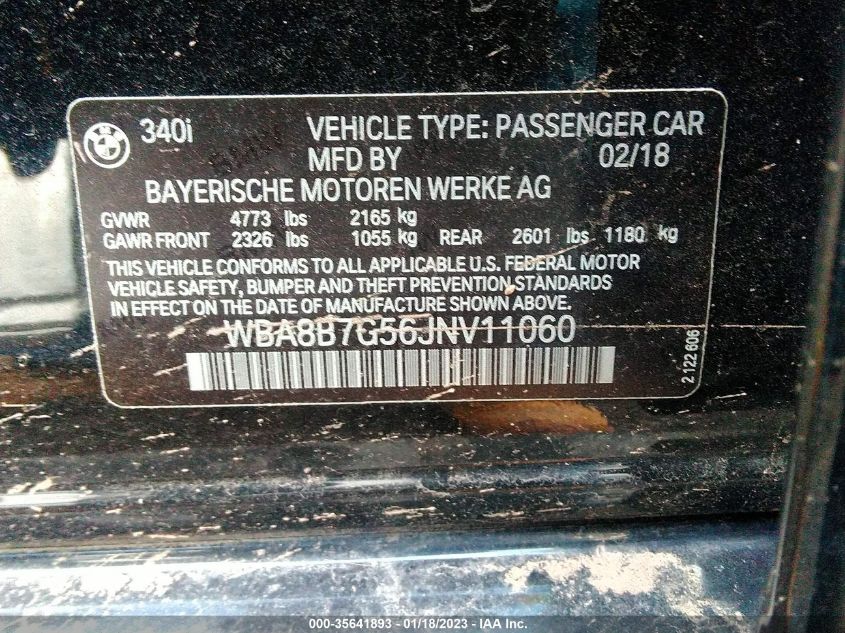 340i VEHICLE TYPE: PASSENGER CAR
MFD BY 02/18
BAYERISCHE MOTOREN WERKE AG
GVWR 4773 lbs 2165 kg
GAWR FRONT 2326 lbs 1055 kg REAR 2601 lbs 1180 kg
THIS VEHICLE CONFORMS TO ALL APPLICABLE U.S. FEDERAL MOTOR
VEHICLE SAFETY, BUMPER AND THEFT PREVENTION STANDARDS
IN EFFECT ON THE DATE OF MANUFACTURE SHOWN ABOVE.
WBA8B7G56JNV11060
2 122 606
000-35641893 - 01/18/2023 - IAA Inc.